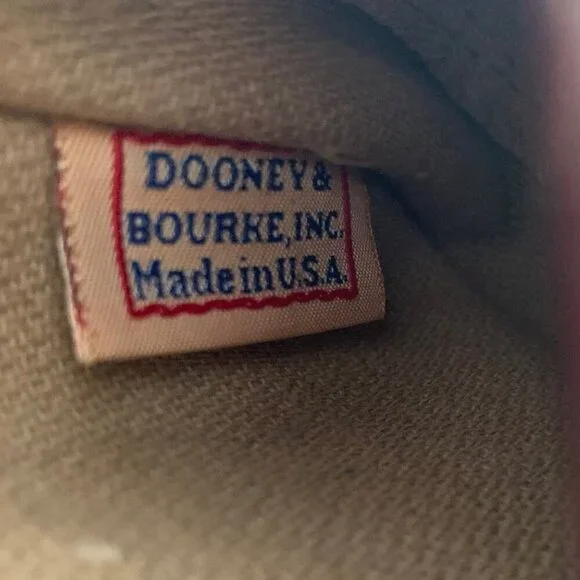 DOONEY &
BOURKE, INC.
Made in U.S.A.